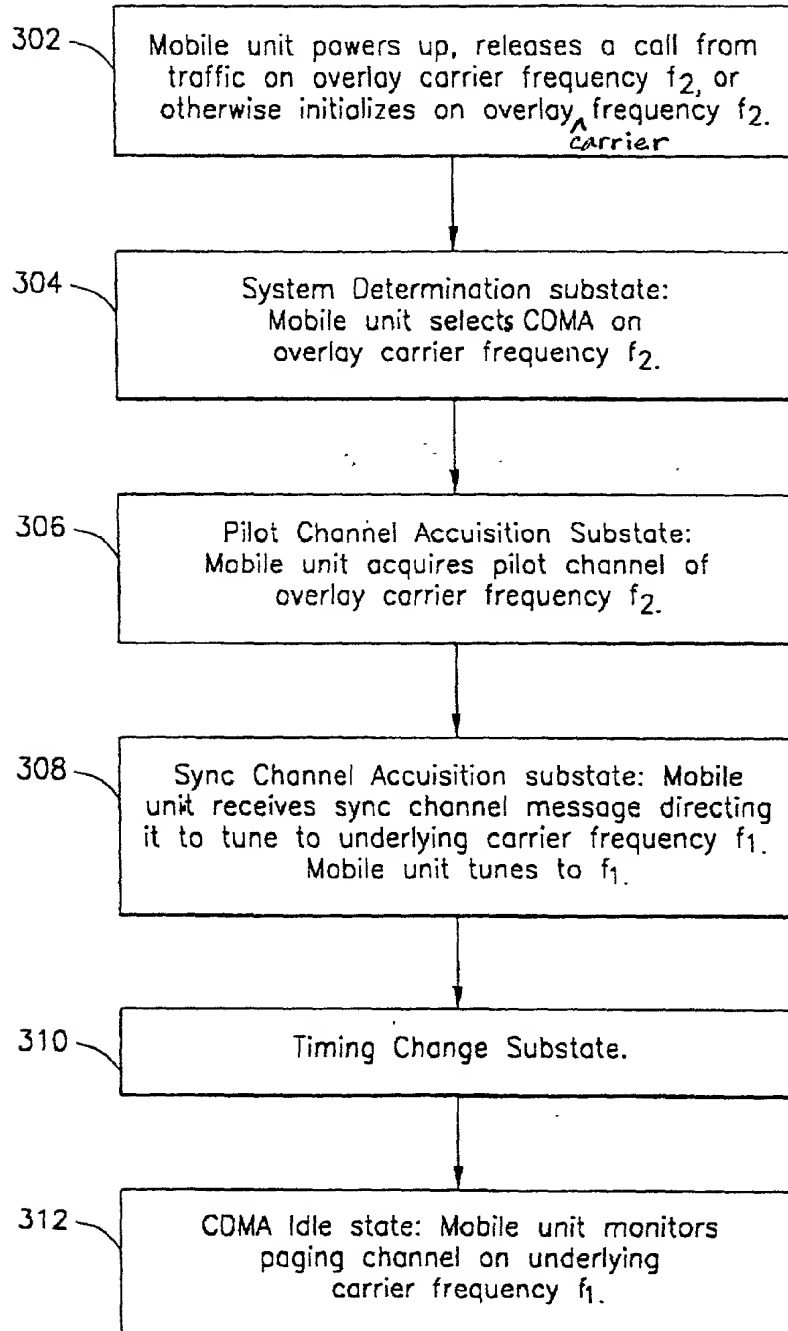 302
Mobile unit powers up, releases a call from
traffic on overlay carrier frequency f2, or
otherwise initializes on overlay ^ frequency f2.
carrier
304
System Determination substate:
Mobile unit selects CDMA on
overlay carrier frequency f2.
306
Pilot Channel Accuisition Substate:
Mobile unit acquires pilot channel of
overlay carrier frequency f2.
308
Sync Channel Accuisition substate: Mobile
unit receives sync channel message directing
it to tune to underlying carrier frequency f1.
Mobile unit tunes to f1.
310
Timing Change Substate.
312
CDMA Idle state: Mobile unit monitors
paging channel on underlying
carrier frequency f1.